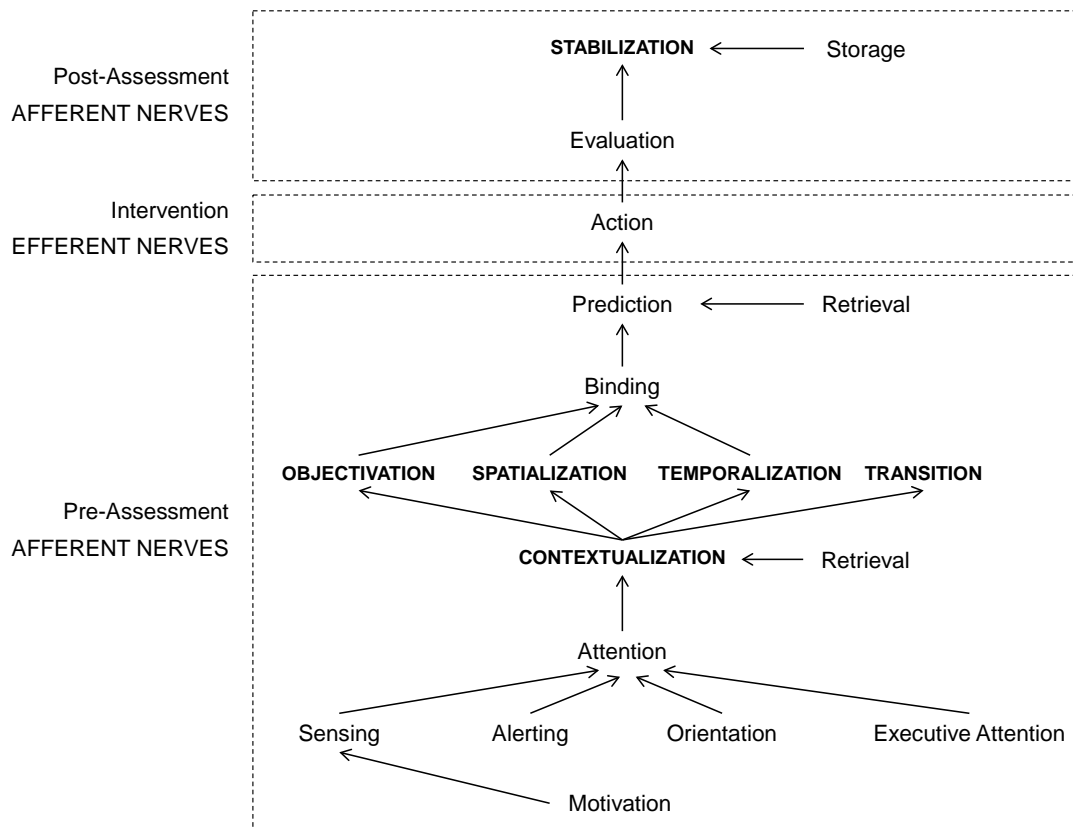 STABILIZATION Storage
Post-Assessment
AFFERENT NERVES
Evaluation
Intervention
EFFERENT NERVES
Action
Prediction Retrieval
Binding
OBJECTIVATION SPATIALIZATION TEMPORALIZATION TRANSITION
Pre-Assessment
AFFERENT NERVES
CONTEXTUALIZATION Retrieval
Attention
Sensing Alerting Orientation Executive Attention
Motivation